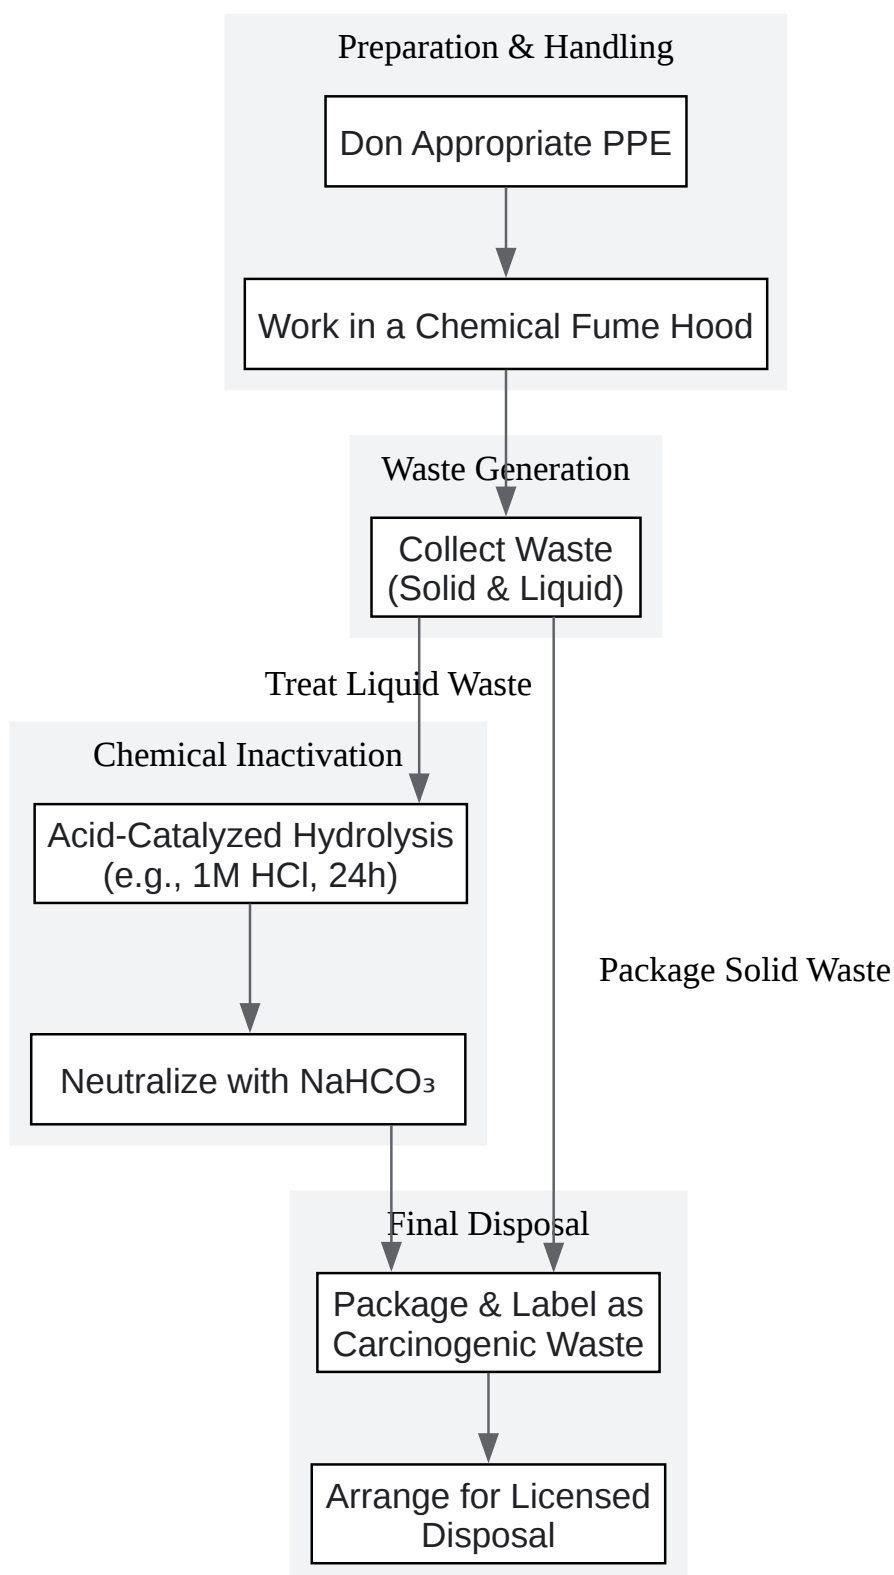 Preparation & Handling
Don Appropriate PPE
Work in a Chemical Fume Hood
Waste Generation
Collect Waste
(Solid & Liquid)
Treat Liquid Waste
Chemical Inactivation
Acid-Catalyzed Hydrolysis
(e.g., 1M HCl, 24h)
Package Solid Waste
Neutralize with NaHCO₃
Final Disposal
Package & Label as
Carcinogenic Waste
Arrange for Licensed
Disposal